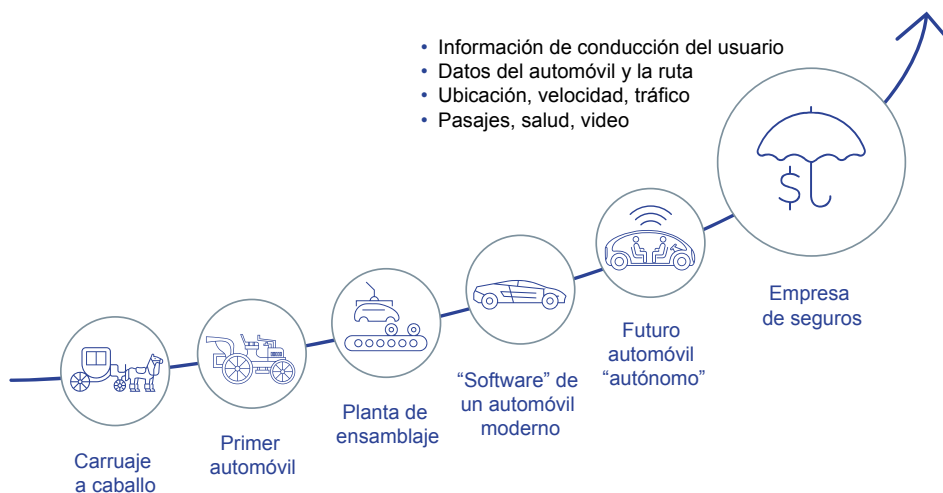 • Información de conducción del usuario
• Datos del automóvil y la ruta
• Ubicación, velocidad, tráfico
• Pasajes, salud, video
$
Carruaje
a caballo
Primer
automóvil
Planta de
ensamblaje
“Software” de
un automóvil
moderno
Futuro
automóvil
“autónomo”
Empresa
de seguros